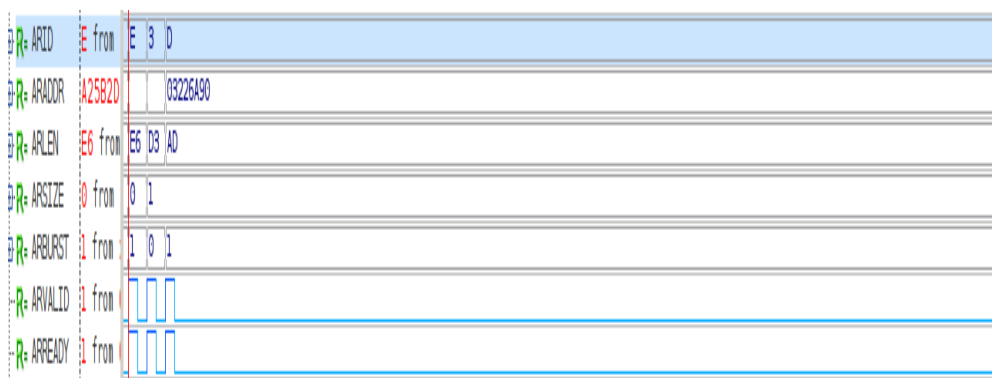 R= ARID E from E 3 D
R= ARADDR A25B2D 03226A90
R= ARLEN E6 from E6 D3 AD
R= ARSIZE 0 from 0 1
R= ARBURST 1 from 1 0 1
R= ARVALID 1 from
R= ARREADY 1 from